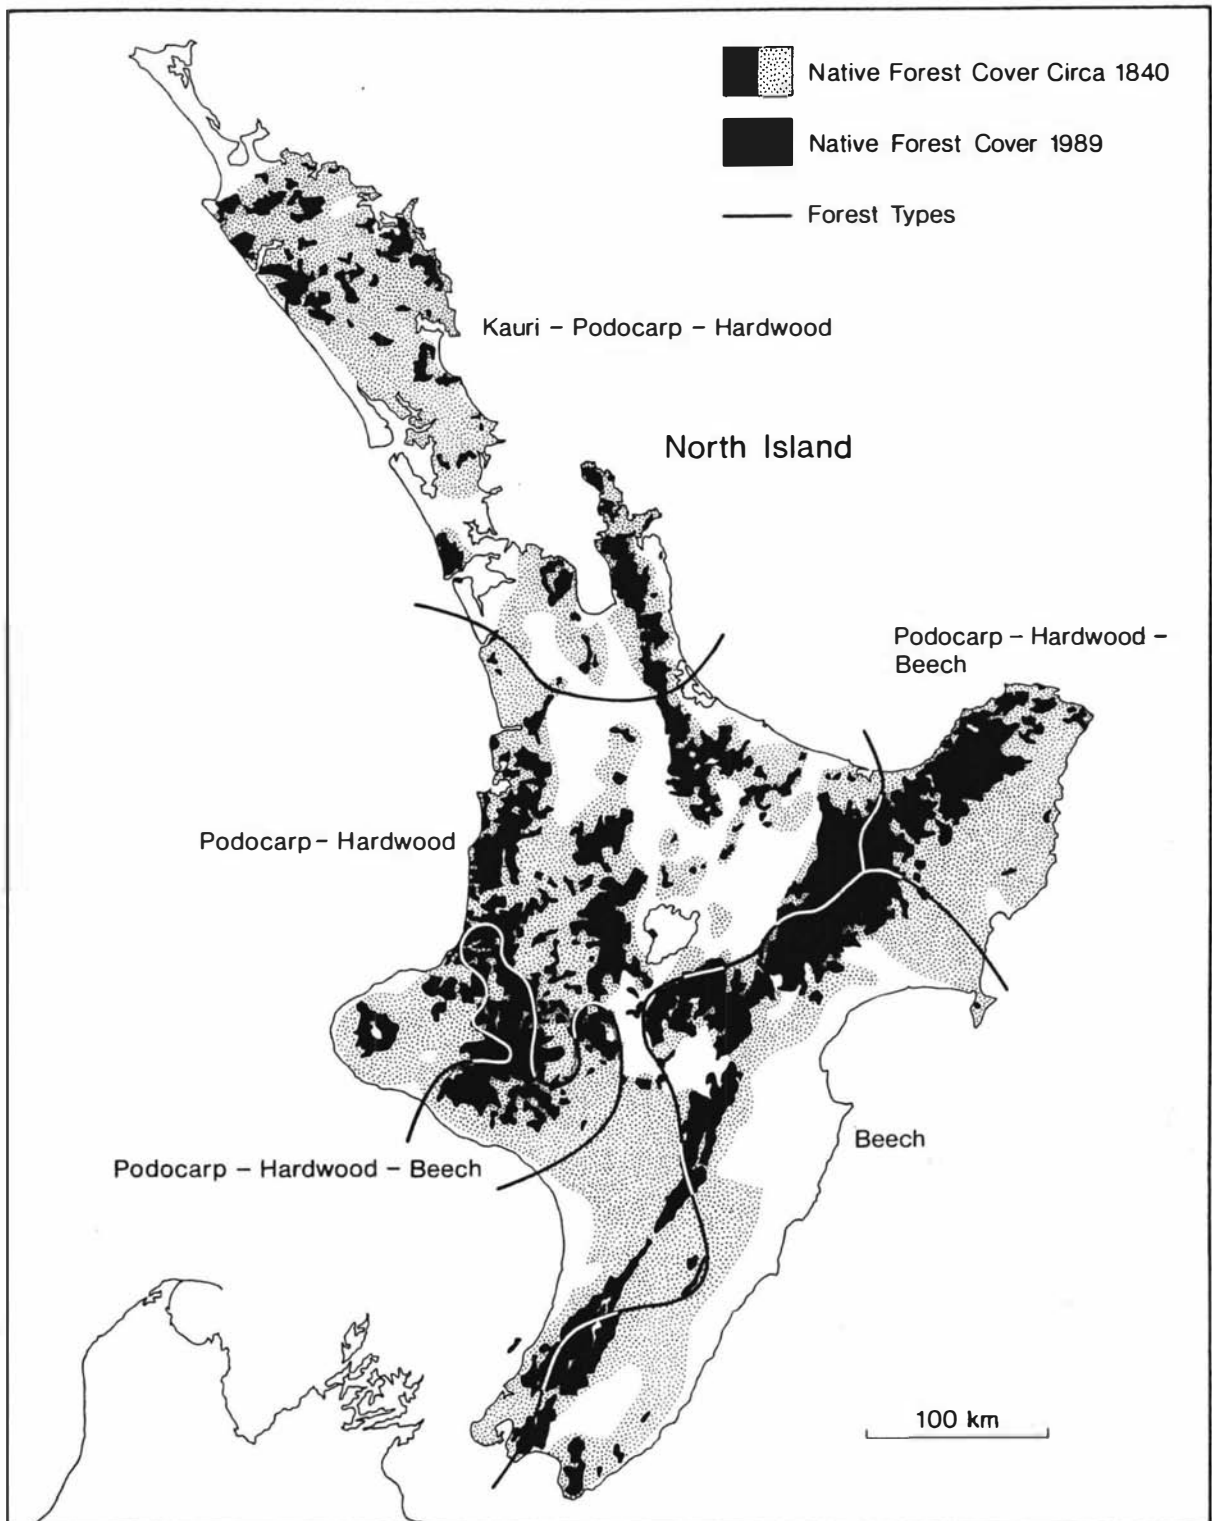 Native Forest Cover Circa 1840
Native Forest Cover 1989
Forest Types
Kauri – Podocarp – Hardwood
North Island
Podocarp – Hardwood –
Beech
Podocarp – Hardwood
Beech
Podocarp – Hardwood – Beech
100 km